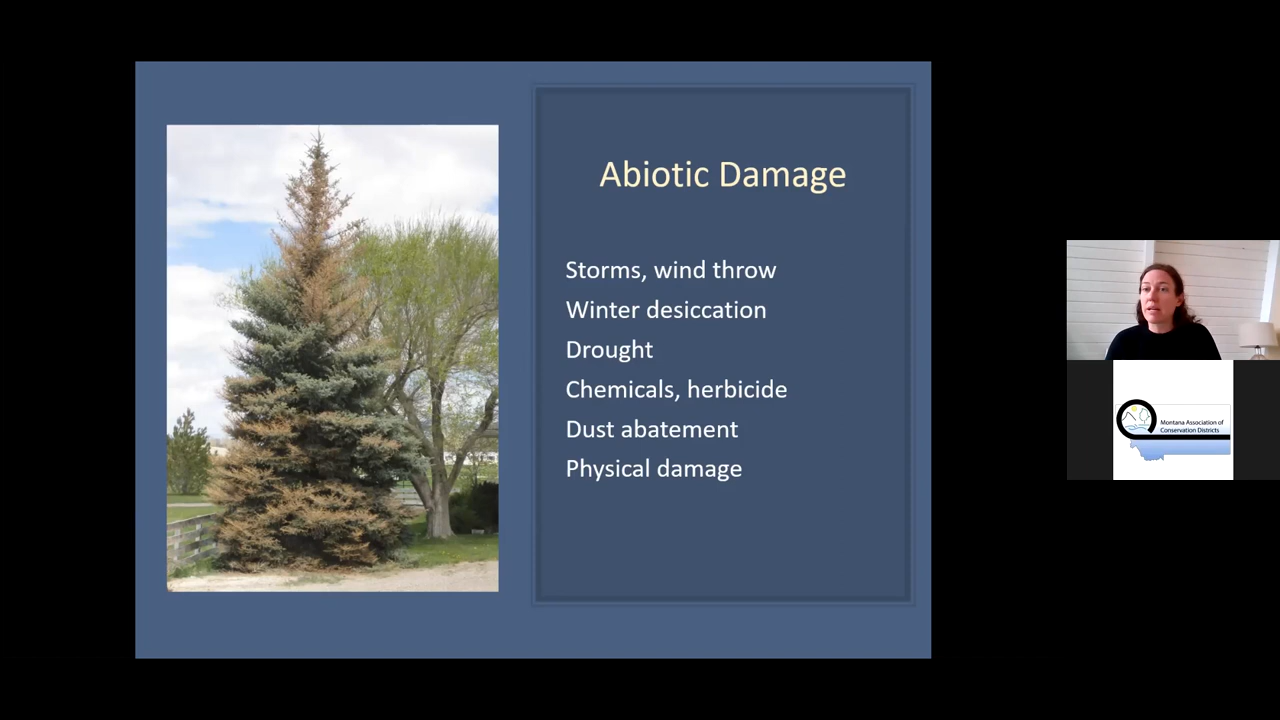 Abiotic Damage
Storms, wind throw
Winter desiccation
Drought
Chemicals, herbicide
Dust abatement
Physical damage
Montana Association of
Conservation Districts